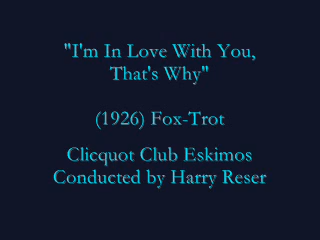 "I'm In Love With You,
That's Why"
(1926) Fox-Trot
Clicquot Club Eskimos
Conducted by Harry Reser